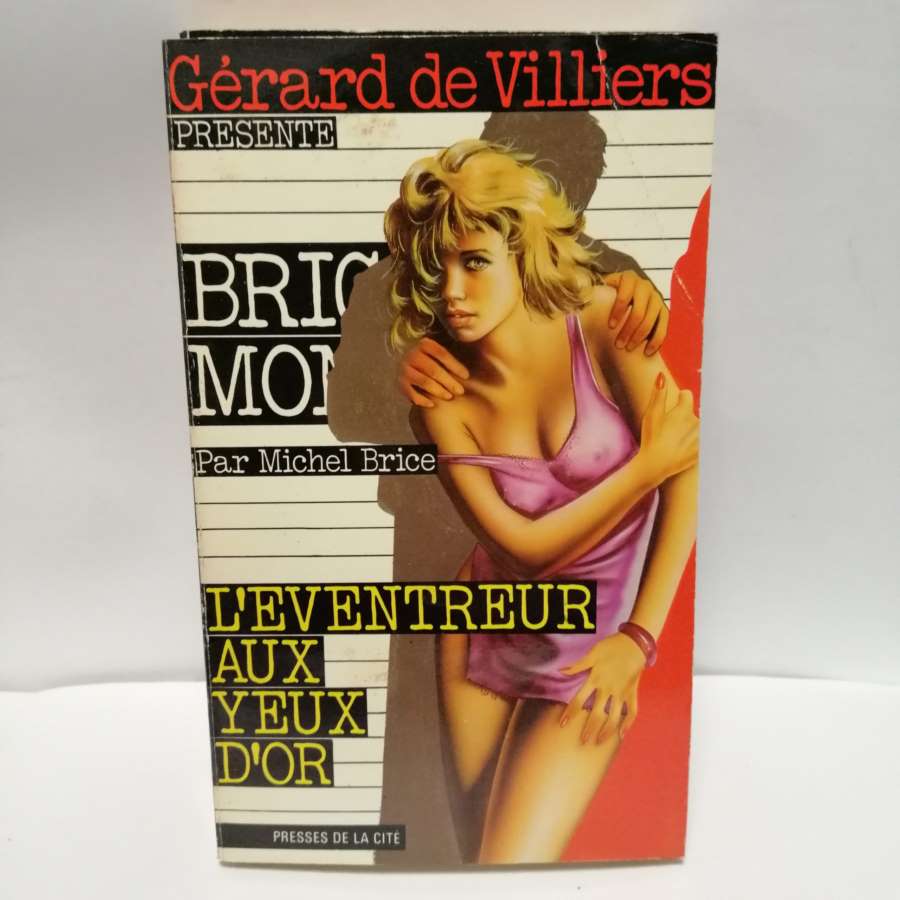 Gérard de Villiers
PRESENTE
BRIG
MON
Par Michel Brice
L'EVENTREUR
AUX
YEUX
D'OR
PRESSES DE LA CITÉ